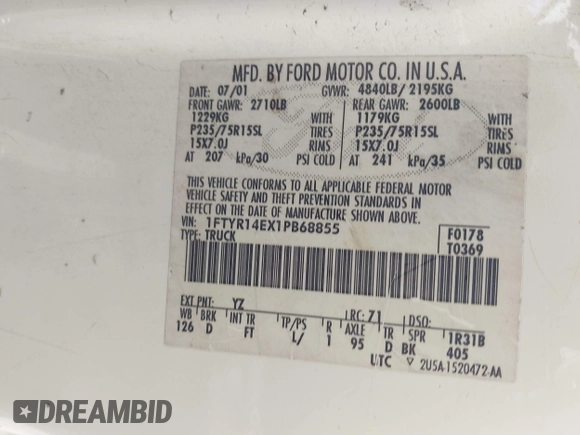 MFD. BY FORD MOTOR CO. IN U.S.A.
DATE: 07/01 GVWR: 4840LB/ 2195KG
FRONT GAWR: 2710LB REAR GAWR: 2600LB
1229KG WITH 1179KG WITH
P235/75R15SL TIRES P235/75R15SL TIRES
15X7.0J RIMS 15X7.0J RIMS
AT 207 kPa/30 PSI COLD AT 241 kPa/35 PSI COLD
THIS VEHICLE CONFORMS TO ALL APPLICABLE FEDERAL MOTOR
VEHICLE SAFETY AND THEFT PREVENTION STANDARDS IN
EFFECT ON THE DATE OF MANUFACTURE SHOWN ABOVE.
VIN: 1FTYR14EX1PB68855 F0178
TYPE: TRUCK T0369
EXT PNT: YZ RC: 71 DSO:
WB BRK INT TR TP/PS R AXLE TR SPR 1R31B
126 D FT L/ 1 95 D BK 405
UTC 2U5A-1520472-AA
DREAMBID